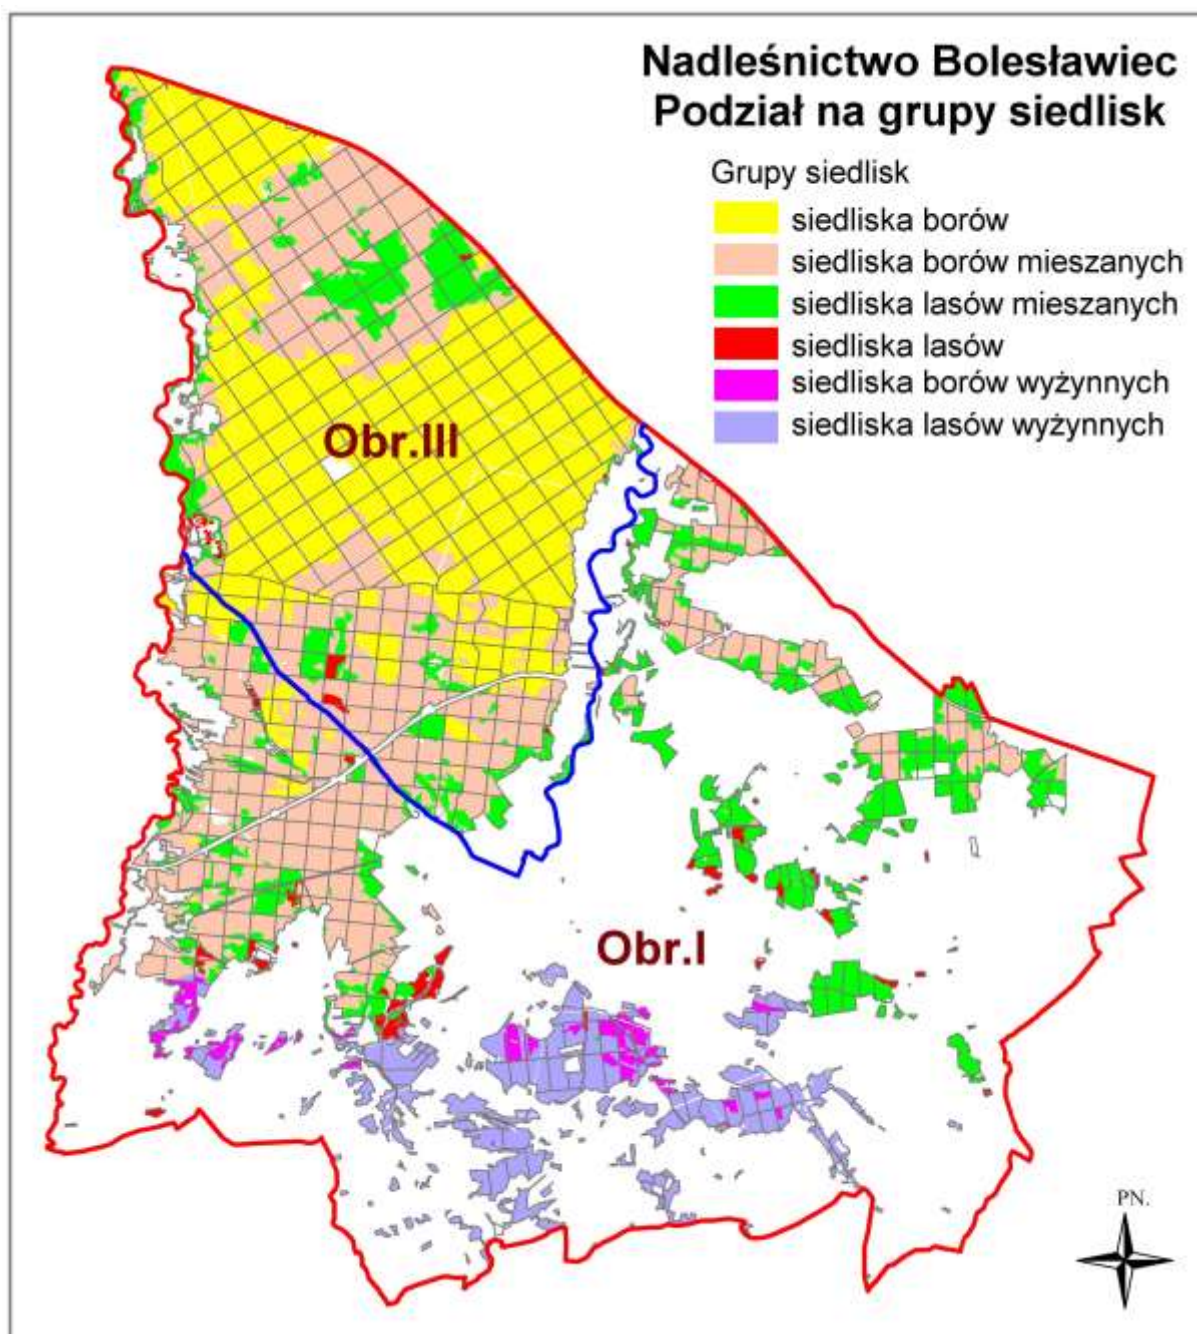 Nadleśnictwo Bolesławiec
Podział na grupy siedlisk
Grupy siedlisk
siedliska borów
siedliska borów mieszanych
siedliska lasów mieszanych
siedliska lasów
siedliska borów wyżynnych
siedliska lasów wyżynnych
Obr.III
Obr.I
PN.